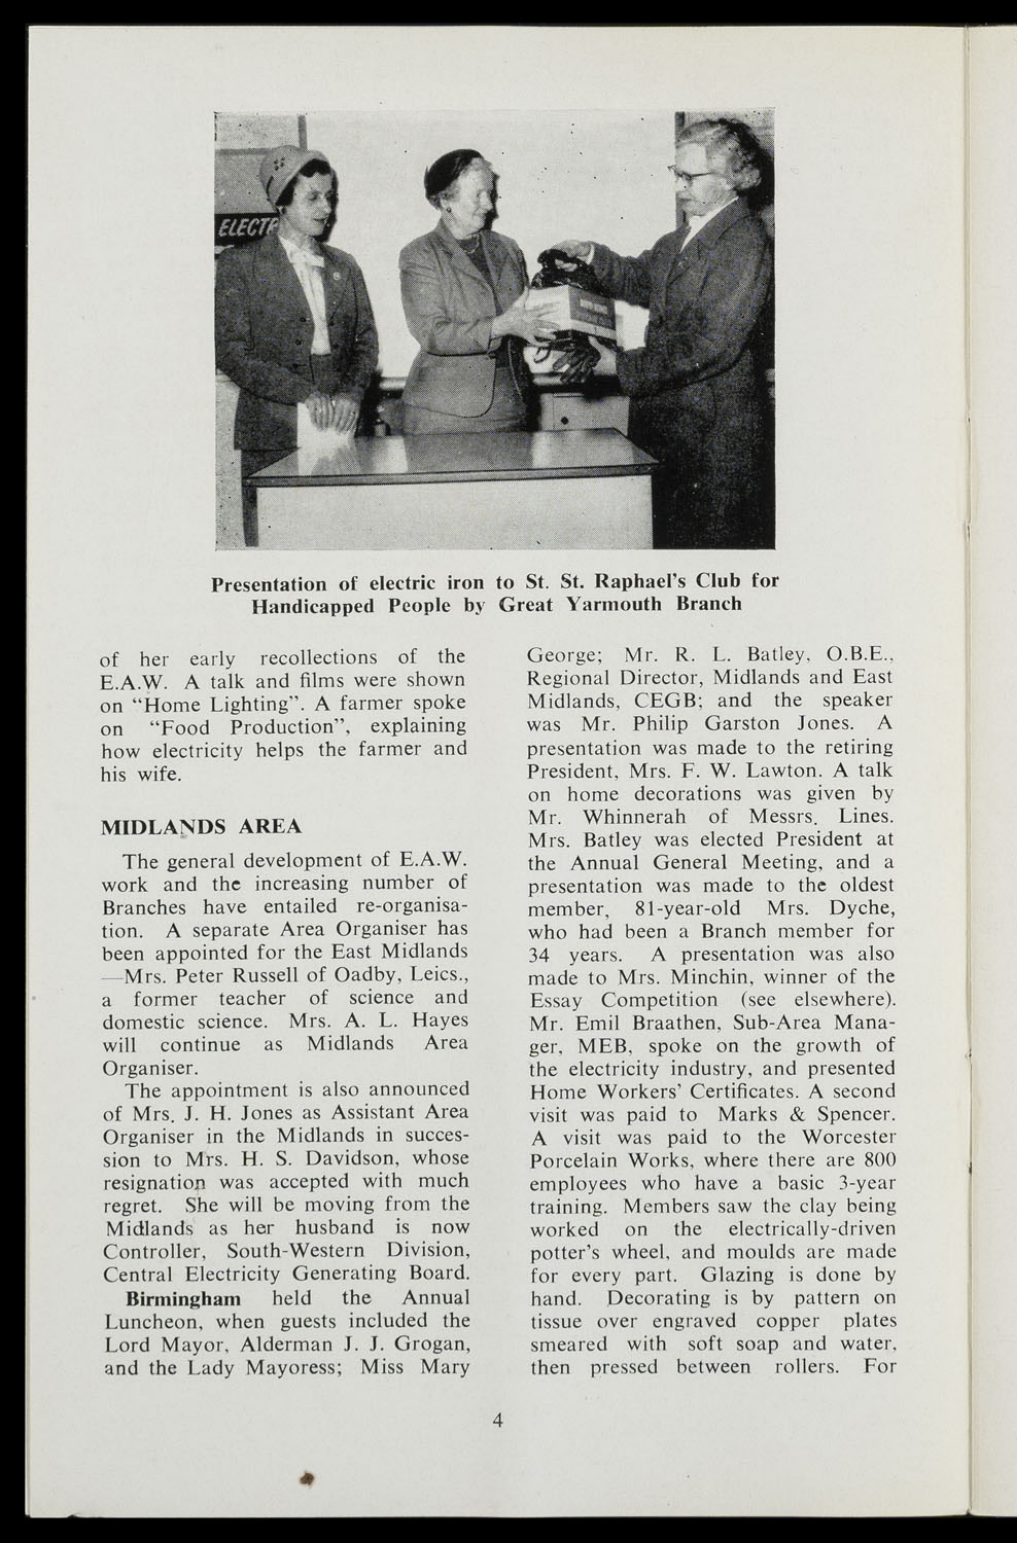 ELECTR
Presentation of electric iron to St. St. Raphael's Club for
Handicapped People by Great Yarmouth Branch
of her early recollections of the
E.A.W. A talk and films were shown
on “Home Lighting”. A farmer spoke
on “Food Production”, explaining
how electricity helps the farmer and
his wife.
MIDLANDS AREA
The general development of E.A.W.
work and the increasing number of
Branches have entailed re-organisa-
tion. A separate Area Organiser has
been appointed for the East Midlands
—Mrs. Peter Russell of Oadby, Leics.,
a former teacher of science and
domestic science. Mrs. A. L. Hayes
will continue as Midlands Area
Organiser.
The appointment is also announced
of Mrs. J. H. Jones as Assistant Area
Organiser in the Midlands in succes-
sion to Mrs. H. S. Davidson, whose
resignation was accepted with much
regret. She will be moving from the
Midlands as her husband is now
Controller, South-Western Division,
Central Electricity Generating Board.
Birmingham held the Annual
Luncheon, when guests included the
Lord Mayor, Alderman J. J. Grogan,
and the Lady Mayoress; Miss Mary
George; Mr. R. L. Batley, O.B.E.,
Regional Director, Midlands and East
Midlands, CEGB; and the speaker
was Mr. Philip Garston Jones. A
presentation was made to the retiring
President, Mrs. F. W. Lawton. A talk
on home decorations was given by
Mr. Whinnerah of Messrs. Lines.
Mrs. Batley was elected President at
the Annual General Meeting, and a
presentation was made to the oldest
member, 81-year-old Mrs. Dyche,
who had been a Branch member for
34 years. A presentation was also
made to Mrs. Minchin, winner of the
Essay Competition (see elsewhere).
Mr. Emil Braathen, Sub-Area Mana-
ger, MEB, spoke on the growth of
the electricity industry, and presented
Home Workers' Certificates. A second
visit was paid to Marks & Spencer.
A visit was paid to the Worcester
Porcelain Works, where there are 800
employees who have a basic 3-year
training. Members saw the clay being
worked on the electrically-driven
potter's wheel, and moulds are made
for every part. Glazing is done by
hand. Decorating is by pattern on
tissue over engraved copper plates
smeared with soft soap and water,
then pressed between rollers. For
4